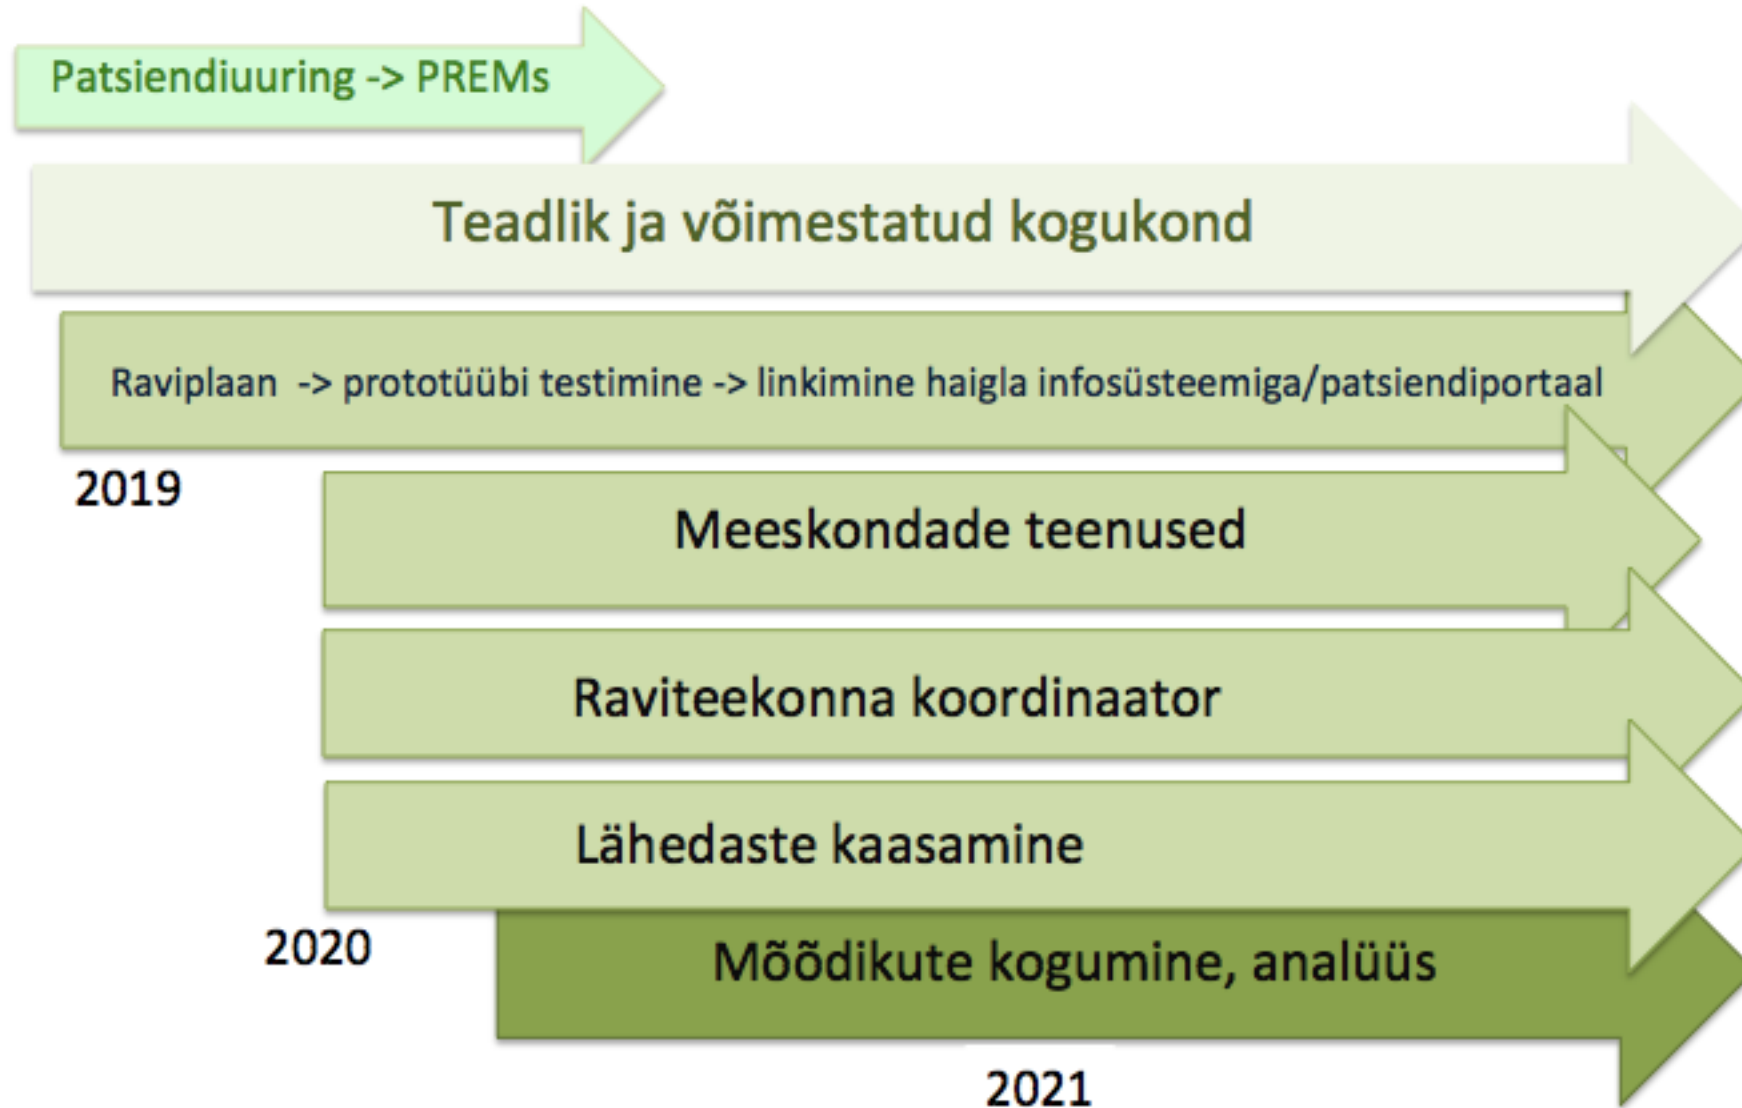 Patsiendiuuring -> PREMs
Teadlik ja võimestatud kogukond
Raviplaan -> prototüübi testimine -> linkimine haigla infosüsteemiga/patsiendiportaal
2019
Meeskondade teenused
Raviteekonna koordinaator
Lähedaste kaasamine
2020
Mõõdikute kogumine, analüüs
2021